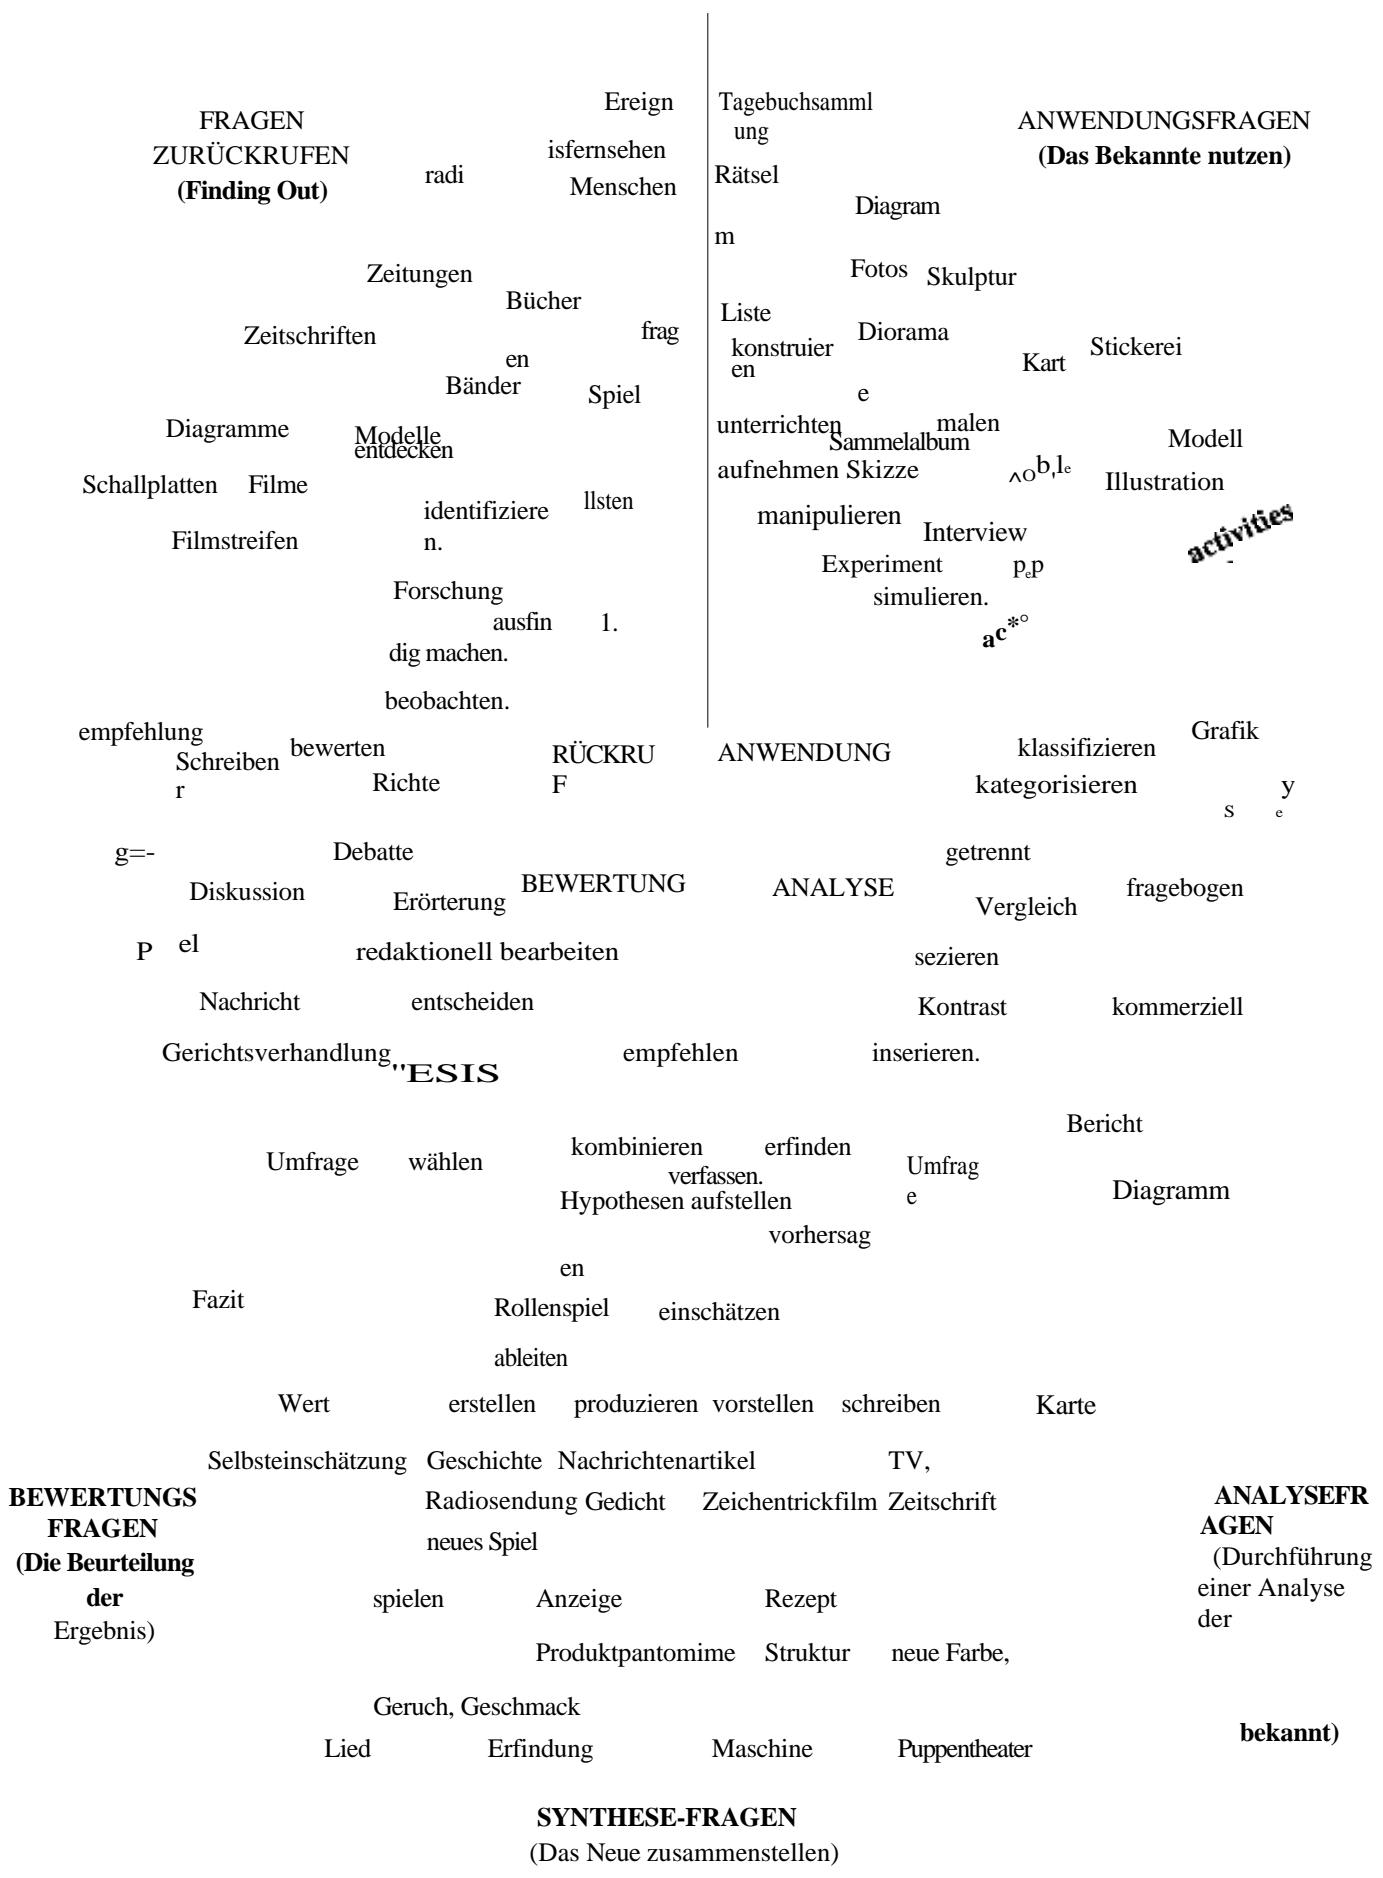 FRAGEN
ZURÜCKRUFEN
(Finding Out)
Ereign
isfernsehen
radi
Menschen
Zeitungen
Bücher
Zeitschriften
frag
en
Bänder
Spiel
Diagramme
Modelle
entdecken
Schallplatten Filme
identifiziere
n.
llsten
Filmstreifen
Forschung
ausfin 1.
dig machen.
beobachten.
Tagebuchsamml
ung
ANWENDUNGSFRAGEN
(Das Bekannte nutzen)
Rätsel
Diagram
m
Fotos Skulptur
Liste
Diorama
konstruier
en
Kart
Stickerei
e
unterrichten
malen
Sammelalbum
Modell
aufnehmen Skizze
^Ob,le
Illustration
manipulieren
Interview
activities
Experiment
pep
simulieren.
ac*°
empfehlung
Schreiben
r
bewerten
Richte
RÜCKRU
F
ANWENDUNG
klassifizieren
Grafik
kategorisieren
y
s e
g=-
Debatte
getrennt
Diskussion
Erörterung
BEWERTUNG
ANALYSE
Vergleich
fragebogen
P el
redaktionell bearbeiten
sezieren
Nachricht
entscheiden
Kontrast
kommerziell
Gerichtsverhandlung
"ESIS
empfehlen
inserieren.
Bericht
Umfrage
wählen
kombinieren
erfinden
verfassen.
Umfrag
e
Hypothesen aufstellen
Diagramm
vorhersag
en
Fazit
Rollenspiel
einschätzen
ableiten
Wert
erstellen
produzieren vorstellen schreiben
Karte
Selbsteinschätzung Geschichte Nachrichtenartikel TV,
Radiosendung Gedicht Zeichentrickfilm Zeitschrift
neues Spiel
BEWERTUNGS
FRAGEN
(Die Beurteilung
der
Ergebnis)
ANALYSEFR
AGEN
(Durchführung
einer Analyse
der
bekannt)
spielen Anzeige Rezept
Produktpantomime Struktur neue Farbe,
Geruch, Geschmack
Lied Erfindung Maschine Puppentheater
SYNTHESE-FRAGEN
(Das Neue zusammenstellen)